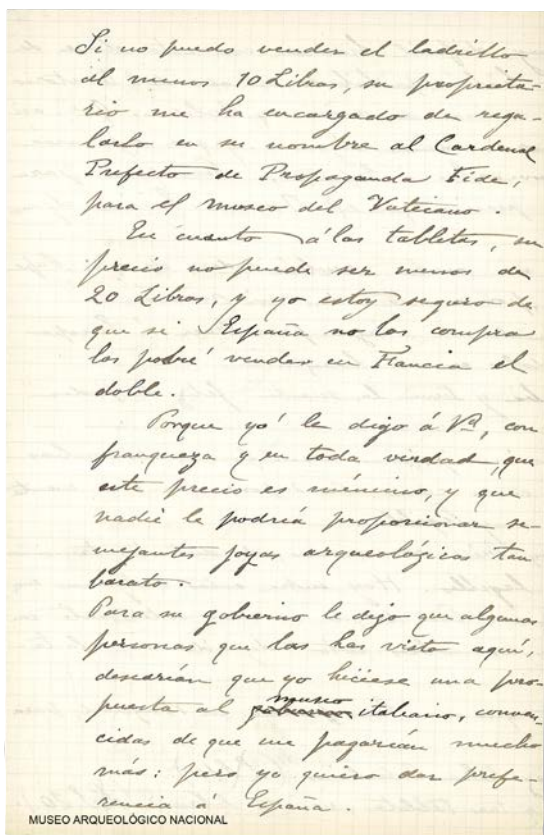 Si no puedo vender el ladrillo
al menos 10 Libras, su propieta-
rio me ha encargado de rega-
larlo en su nombre al Cardenal
Prefecto de Propaganda Fide,
para el museo del Vaticano.
En cuanto á las tabletas, su
precio no puede ser menos de
20 Libras, y yo estoy seguro de
que si España no las compra
las podré vender en Francia el
doble.
Porque yo le digo á Vd, con
franqueza y en toda verdad, que
este precio es mínimo, y que
nadie le podría proporcionar se-
mejantes joyas arqueológicas tan
barato.
Para su gobierno le digo que algunas
personas que las han visto aquí,
desearían que yo hiciese una pro-
puesta al gobierno museo italiano, conven-
cidas de que me pagarían mucho
más: pero yo quiero dar prefe-
rencia á España.
MUSEO ARQUEOLÓGICO NACIONAL